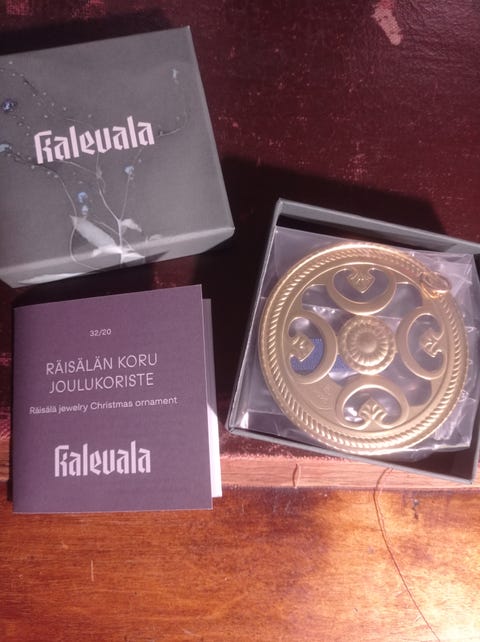 Kalevala
32/20
RÄISÄLÄN KORU
JOULUKORISTE
Räisälä jewelry Christmas ornament
Kalevala